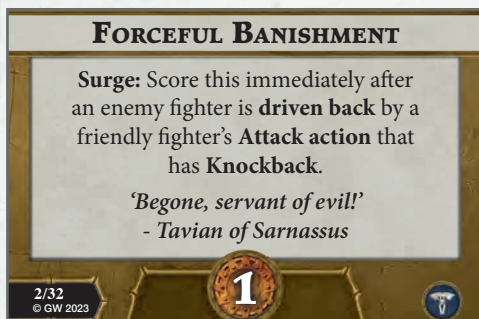 FORCEFUL BANISHMENT
Surge: Score this immediately after
an enemy fighter is driven back by a
friendly fighter's Attack action that
has Knockback.
'Begone, servant of evil!'
- Tavian of Sarnassus
2/32
© GW 2023
1